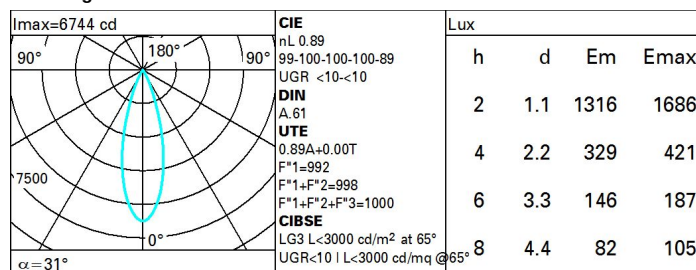 Imax=6744 cd
90°
180°
90°
7500
0°
α=31°
CIE
nL 0.89
99-100-100-100-89
UGR <10-<10
DIN
A.61
UTE
0.89A+0.00T
F"1=992
F"1+F"2=998
F"1+F"2+F"3=1000
CIBSE
LG3 L<3000 cd/m² at 65°
UGR<10 | L<3000 cd/mq @65°
Lux
h d Em Emax
2 1.1 1316 1686
4 2.2 329 421
6 3.3 146 187
8 4.4 82 105